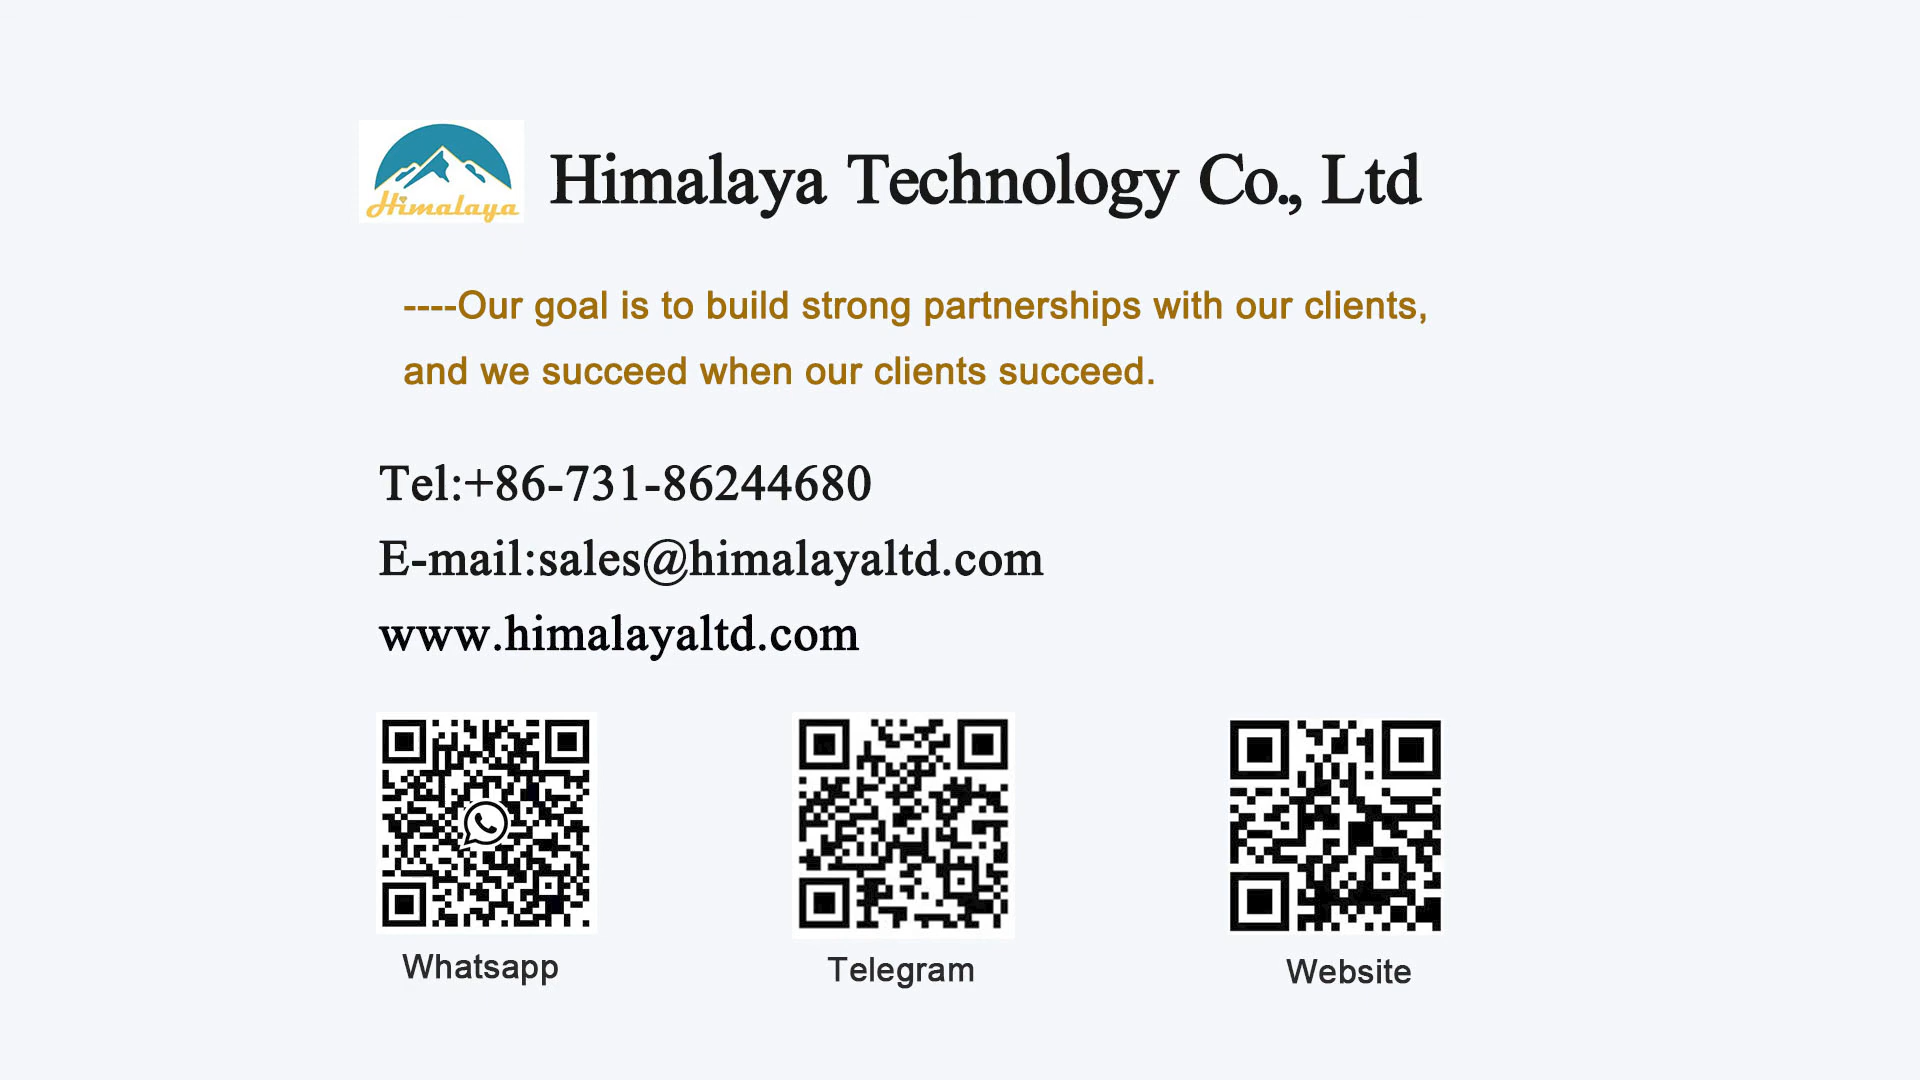 Himalaya
Himalaya Technology Co., Ltd
----Our goal is to build strong partnerships with our clients,
and we succeed when our clients succeed.
Tel:+86-731-86244680
E-mail:sales@himalayaltd.com
www.himalayaltd.com
Whatsapp
Telegram
Website